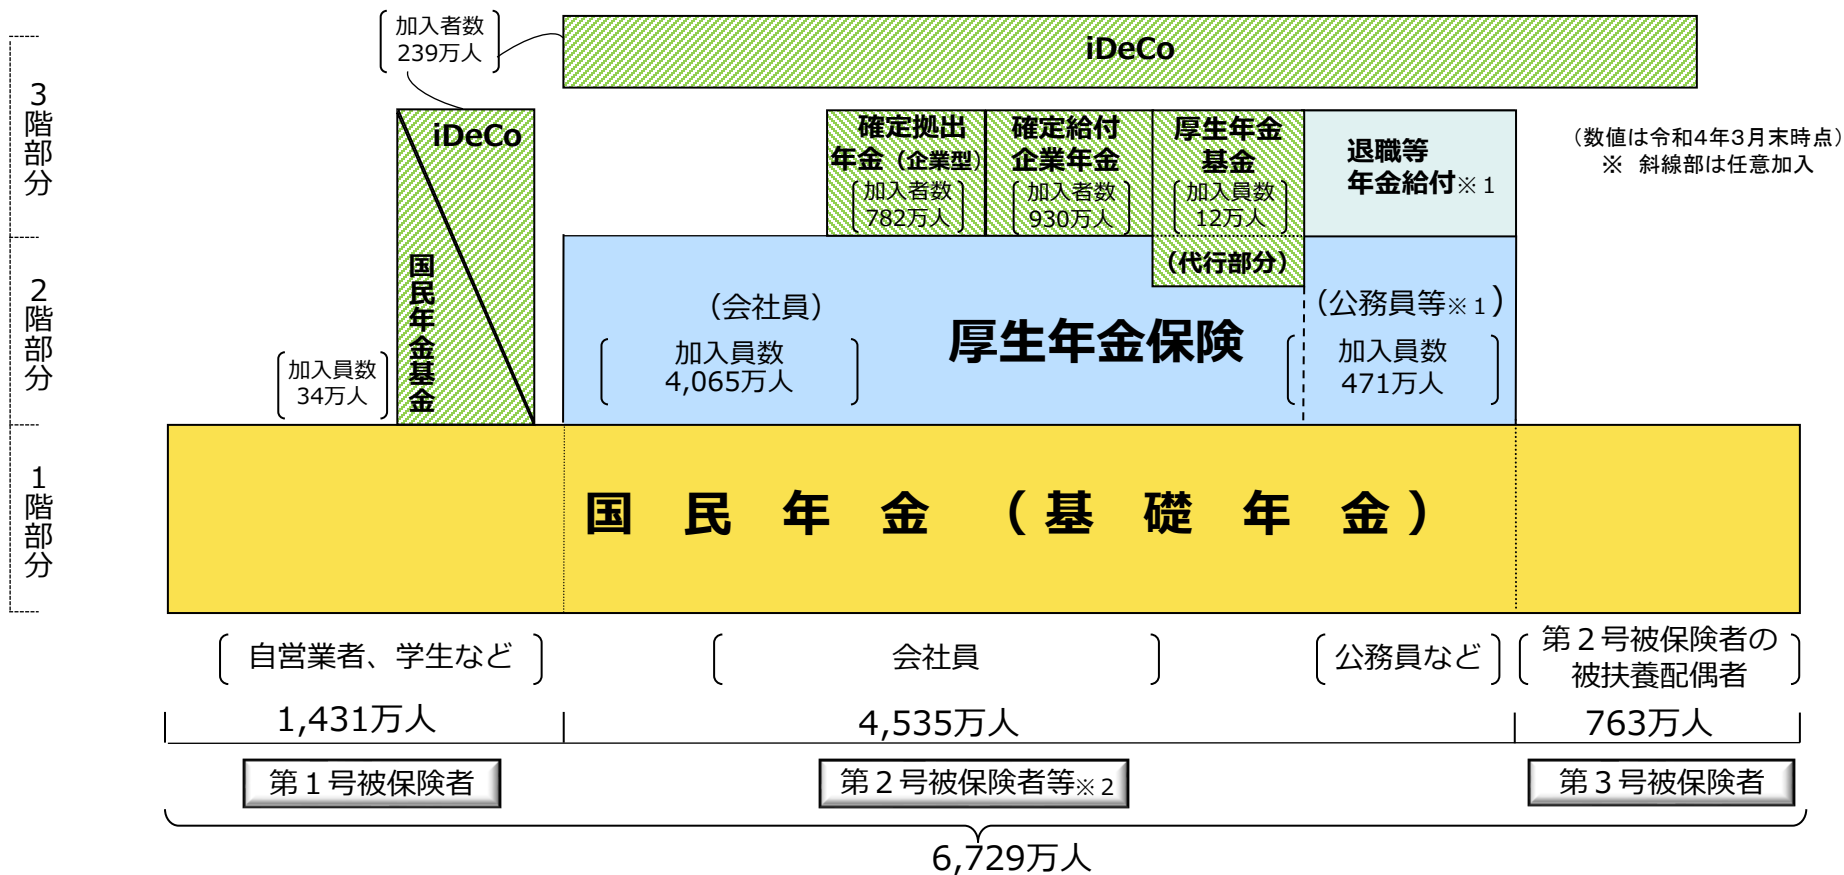 加入者数
239万人
iDeCo
3階部分
iDeCo
確定拠出
年金（企業型）
加入者数
782万人
確定給付
企業年金
加入者数
930万人
厚生年金
基金
加入員数
12万人
（代行部分）
退職等
年金給付※１
（数値は令和4年3月末時点）
※　斜線部は任意加入
2階部分
国民年金基金
加入員数
34万人
（会社員）
加入員数
4,065万人
厚生年金保険
（公務員等※１）
加入員数
471万人
1階部分
国　民　年　金　（　基　礎　年　金　）
自営業者、学生など
会社員
公務員など
第２号被保険者の
被扶養配偶者
1,431万人
4,535万人
763万人
第１号被保険者
第２号被保険者等※２
第３号被保険者
6,729万人